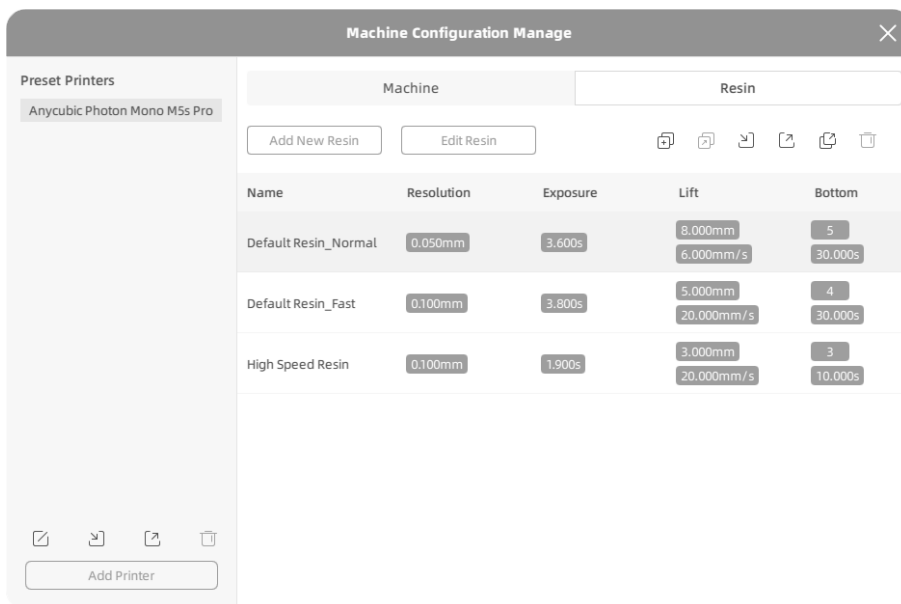 Machine Configuration Manage
Preset Printers
Anycubic Photon Mono M5s Pro
Machine
Resin
Add New Resin
Edit Resin
Name Resolution Exposure Lift Bottom
Default Resin_Normal 0.050mm 3.600s 8.000mm 5
6.000mm/s 30.000s
Default Resin_Fast 0.100mm 3.800s 5.000mm 4
20.000mm/s 30.000s
High Speed Resin 0.100mm 1.900s 3.000mm 3
20.000mm/s 10.000s
Add Printer